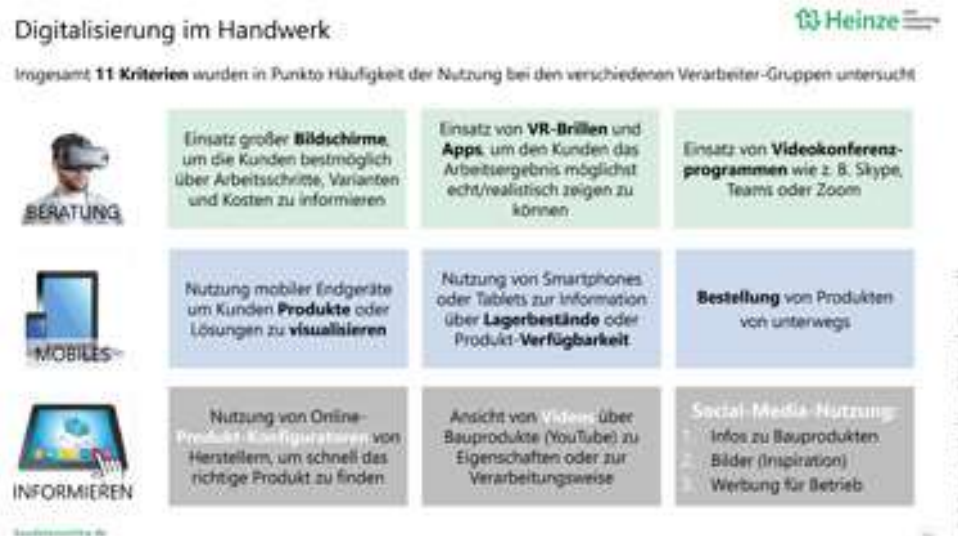 Digitalisierung im Handwerk
Heinze
Insgesamt 11 Kriterien wurden in Punkto Häufigkeit der Nutzung bei den verschiedenen Verarbeiter-Gruppen untersucht
BERATUNG
Einsatz großer Bildschirme,
um die Kunden bestmöglich
über Arbeitsschritte, Varianten
und Kosten zu informieren
Einsatz von VR-Brillen und
Apps, um den Kunden das
Arbeitsergebnis möglichst
echt/realistisch zeigen zu
können
Einsatz von Videokonferenz-
programmen wie z. B. Skype,
Teams oder Zoom
MOBILES
Nutzung mobiler Endgeräte
um Kunden Produkte oder
Lösungen zu visualisieren
Nutzung von Smartphones
oder Tablets zur Information
über Lagerbestände oder
Produkt-Verfügbarkeit
Bestellung von Produkten
von unterwegs
INFORMIEREN
Nutzung von Online-
Produkt-Konfiguratoren von
Herstellern, um schnell das
richtige Produkt zu finden
Ansicht von Videos über
Bauprodukte (YouTube) zu
Eigenschaften oder zur
Verarbeitungsweise
Social-Media-Nutzung:
1. Infos zu Bauprodukten
2. Bilder (Inspiration)
3. Werbung für Betrieb